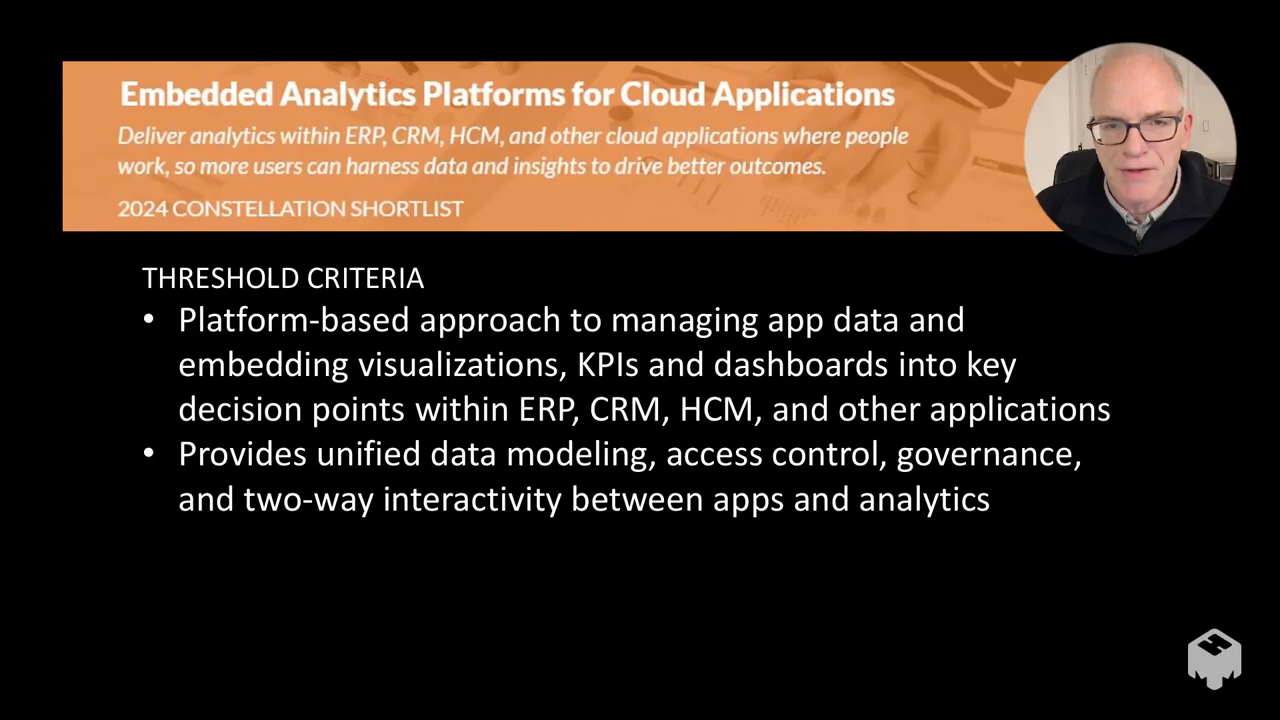 Embedded Analytics Platforms for Cloud Applications
Deliver analytics within ERP, CRM, HCM, and other cloud applications where people
work, so more users can harness data and insights to drive better outcomes.
2024 CONSTELLATION SHORTLIST
THRESHOLD CRITERIA
• Platform-based approach to managing app data and
embedding visualizations, KPIs and dashboards into key
decision points within ERP, CRM, HCM, and other applications
• Provides unified data modeling, access control, governance,
and two-way interactivity between apps and analytics